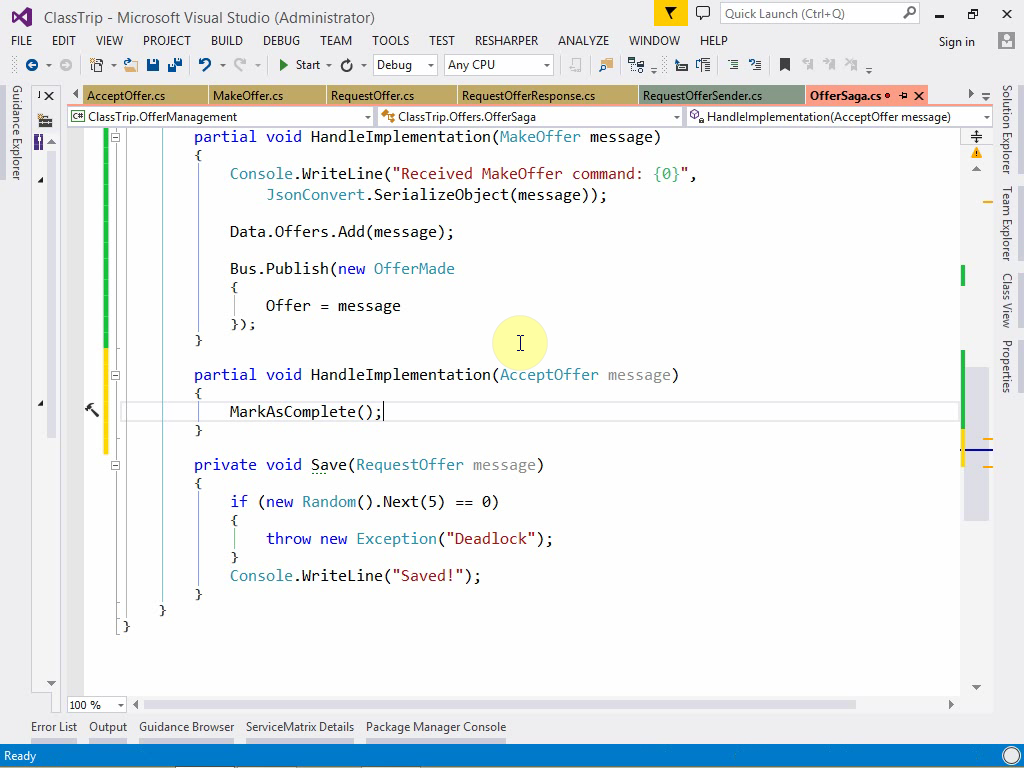 ClassTrip - Microsoft Visual Studio (Administrator)
Quick Launch (Ctrl+Q)
FILE EDIT VIEW PROJECT BUILD DEBUG TEAM TOOLS TEST RESHARPER ANALYZE WINDOW HELP Sign in
Start Debug Any CPU
AcceptOffer.cs MakeOffer.cs RequestOffer.cs RequestOfferResponse.cs RequestOfferSender.cs OfferSaga.cs
ClassTrip.OfferManagement ClassTrip.Offers.OfferSaga HandleImplementation(AcceptOffer message)
Guidance Explorer
partial void HandleImplementation(MakeOffer message)
{
Console.WriteLine("Received MakeOffer command: {0}",
JsonConvert.SerializeObject(message));
Data.Offers.Add(message);
Bus.Publish(new OfferMade
{
Offer = message
});
}
partial void HandleImplementation(AcceptOffer message)
{
MarkAsComplete();
}
private void Save(RequestOffer message)
{
if (new Random().Next(5) == 0)
{
throw new Exception("Deadlock");
}
Console.WriteLine("Saved!");
}
}
}
Solution Explorer
Team Explorer
Class View
Properties
100 %
Error List Output Guidance Browser ServiceMatrix Details Package Manager Console
Ready